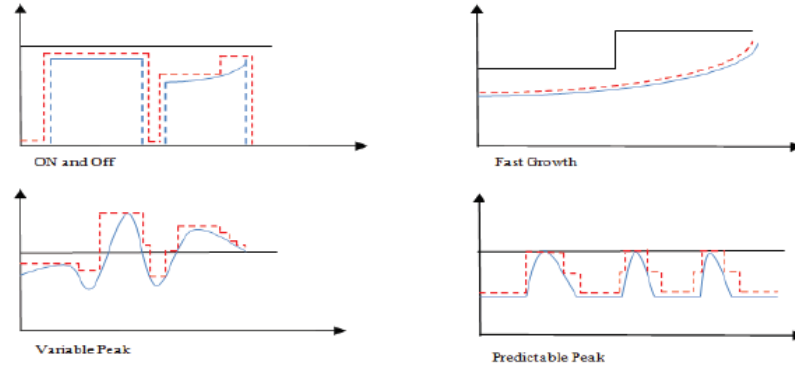 ON and Off
Fast Growth
Variable Peak
Predictable Peak